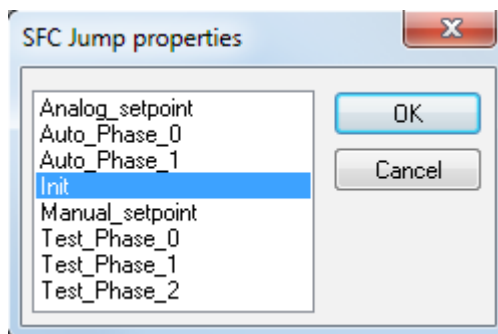 SFC Jump properties
Analog_setpoint
Auto_Phase_0
Auto_Phase_1
Init
Manual_setpoint
Test_Phase_0
Test_Phase_1
Test_Phase_2
OK
Cancel